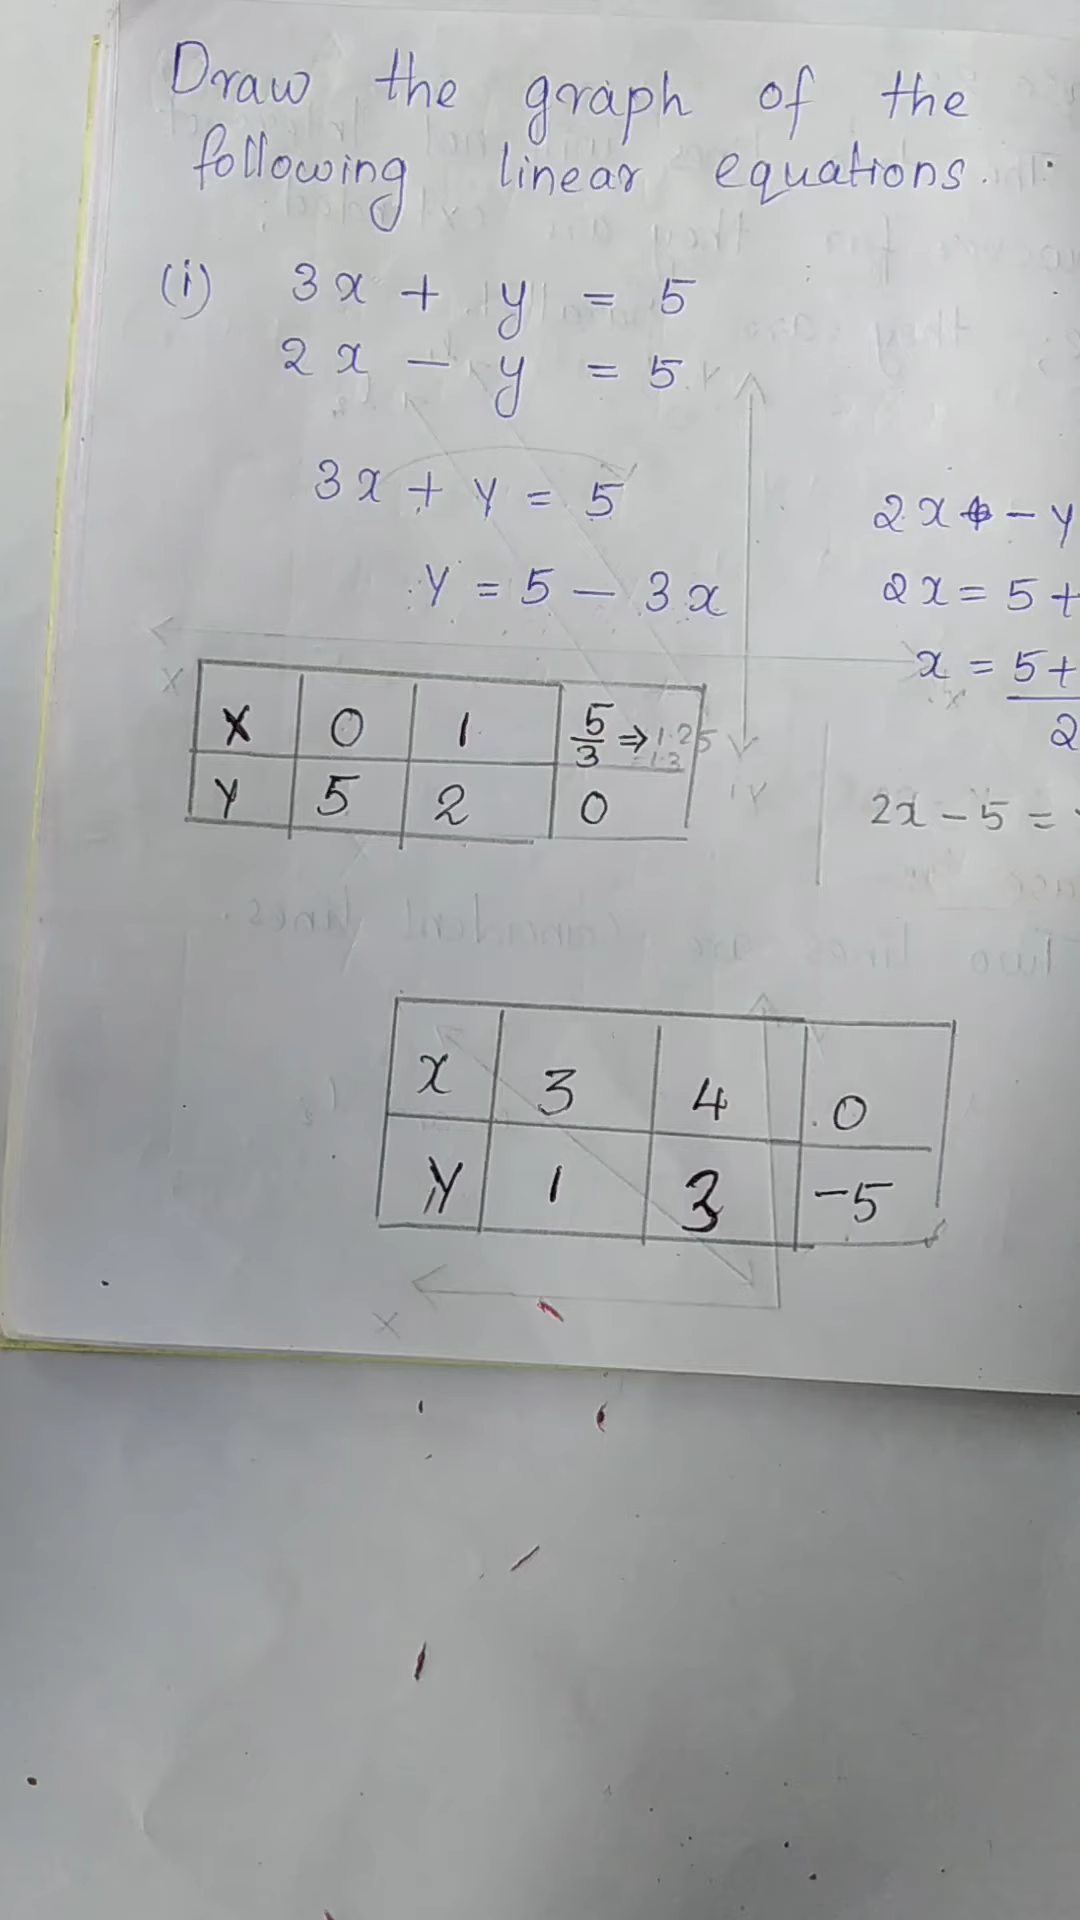 Draw the graph of the
following linear equations.
(i) 3x + y = 5
2x - y = 5
3x + y = 5
y = 5 - 3x
2x - y
2x = 5 +
x = 5+
2
2x - 5 =
x 0 1 5/3 ⇒ 1.25
1.3
y 5 2 0
x 3 4 0
y 1 3 -5